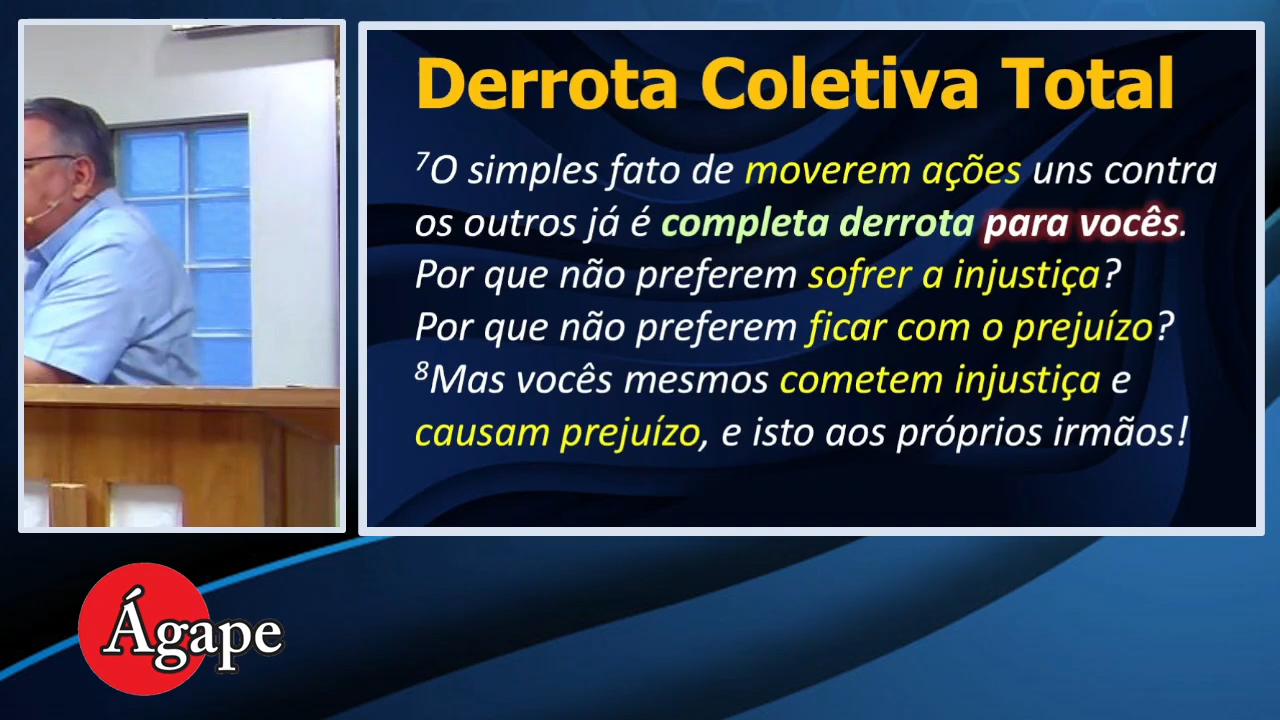 Derrota Coletiva Total
⁷O simples fato de moverem ações uns contra
os outros já é completa derrota para vocês.
Por que não preferem sofrer a injustiça?
Por que não preferem ficar com o prejuízo?
⁸Mas vocês mesmos cometem injustiça e
causam prejuízo, e isto aos próprios irmãos!
Ágape